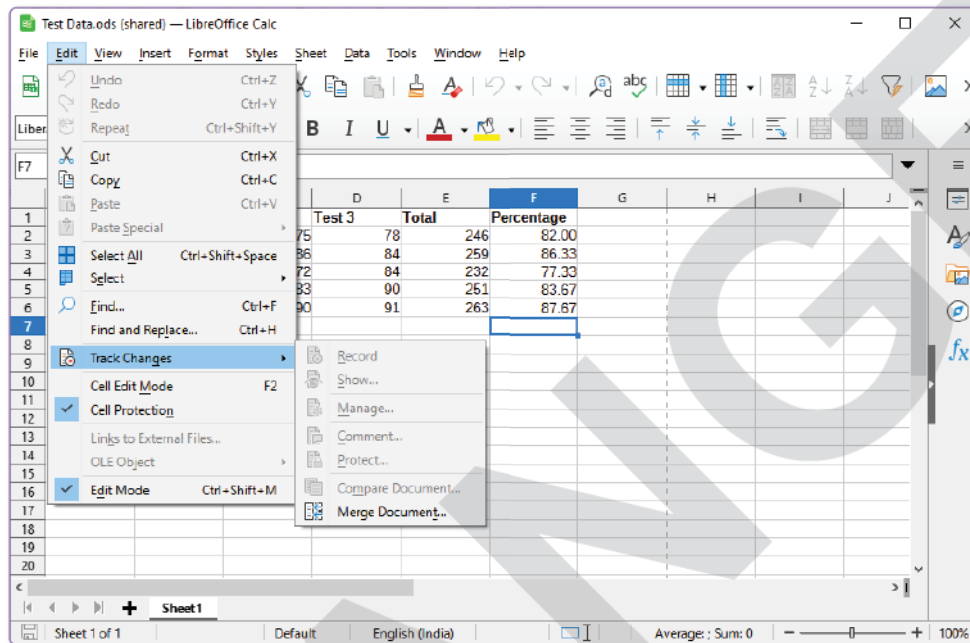 Test Data.ods (shared) — LibreOffice Calc
File Edit View Insert Format Styles Sheet Data Tools Window Help
Undo Ctrl+Z
Redo Ctrl+Y
Repeat Ctrl+Shift+Y
Liber
B I U A
Cut Ctrl+X
F7
Copy Ctrl+C
Paste Ctrl+V
Paste Special
Select All Ctrl+Shift+Space
Select
Find... Ctrl+F
Find and Replace... Ctrl+H
Track Changes
Cell Edit Mode F2
Cell Protection
Links to External Files...
OLE Object
Edit Mode Ctrl+Shift+M
Record
Show...
Manage...
Comment...
Protect...
Compare Document...
Merge Document...
D E F G H I J
1 Test 3 Total Percentage
2 75 78 246 82.00
3 86 84 259 86.33
4 72 84 232 77.33
5 83 90 251 83.67
6 90 91 263 87.67
7
8
9
10
11
12
13
14
15
16
17
18
19
20
Sheet1
Sheet 1 of 1 Default English (India) Average: ; Sum: 0 100%